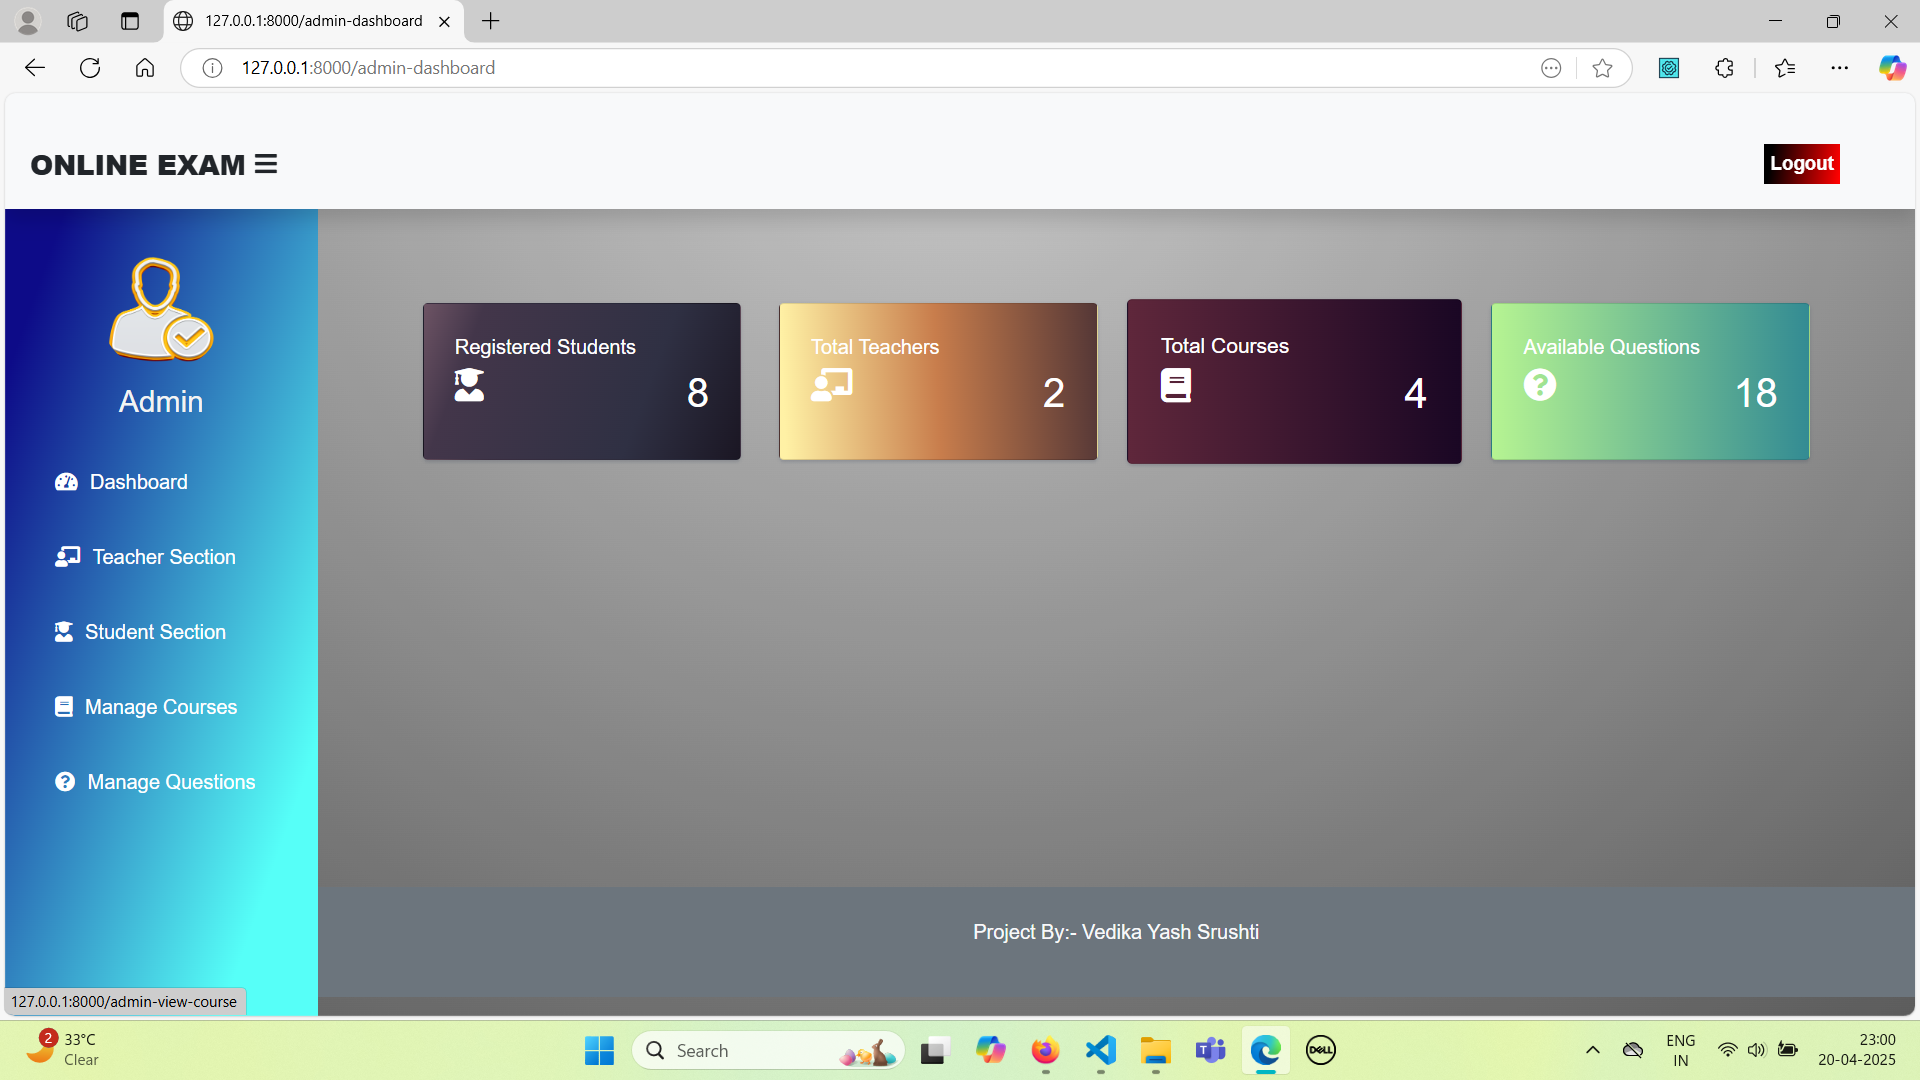 127.0.0.1:8000/admin-dashboard
127.0.0.1:8000/admin-dashboard
ONLINE EXAM
Logout
Admin
Dashboard
Teacher Section
Student Section
Manage Courses
Manage Questions
Registered Students
8
Total Teachers
2
Total Courses
4
Available Questions
18
Project By:- Vedika Yash Srushti
127.0.0.1:8000/admin-view-course
2
33°C
Clear
Search
DELL
ENG
IN
23:00
20-04-2025